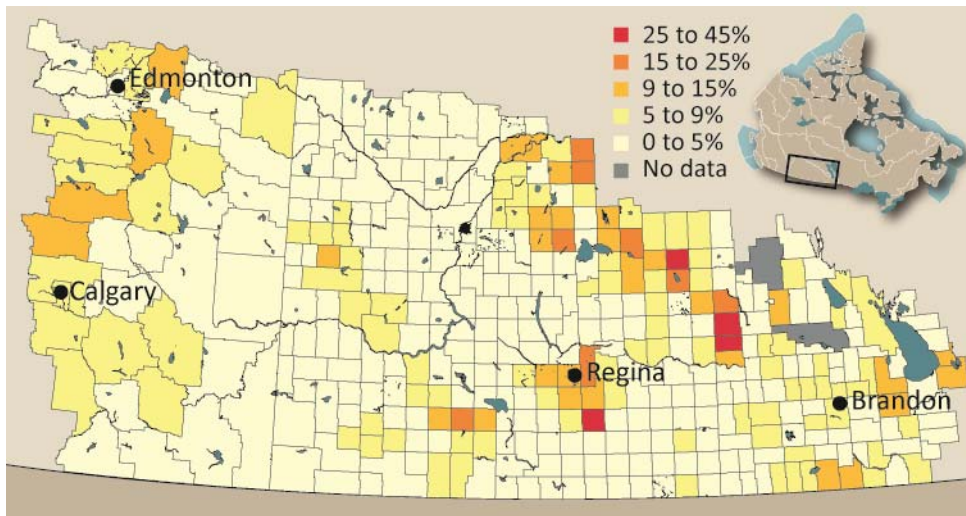 25 to 45%
15 to 25%
9 to 15%
5 to 9%
0 to 5%
No data
Edmonton
Calgary
Regina
Brandon